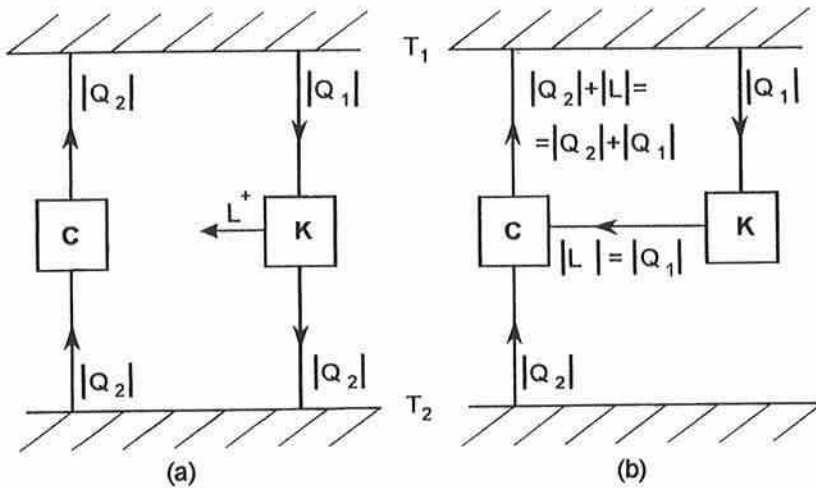 T₁
|Q₂|
|Q₁|
C
L⁺
K
|Q₂|
|Q₂|
T₂
(a)
|Q₂|+|L|=
=|Q₂|+|Q₁|
|Q₁|
C
K
|L|=|Q₁|
|Q₂|
(b)